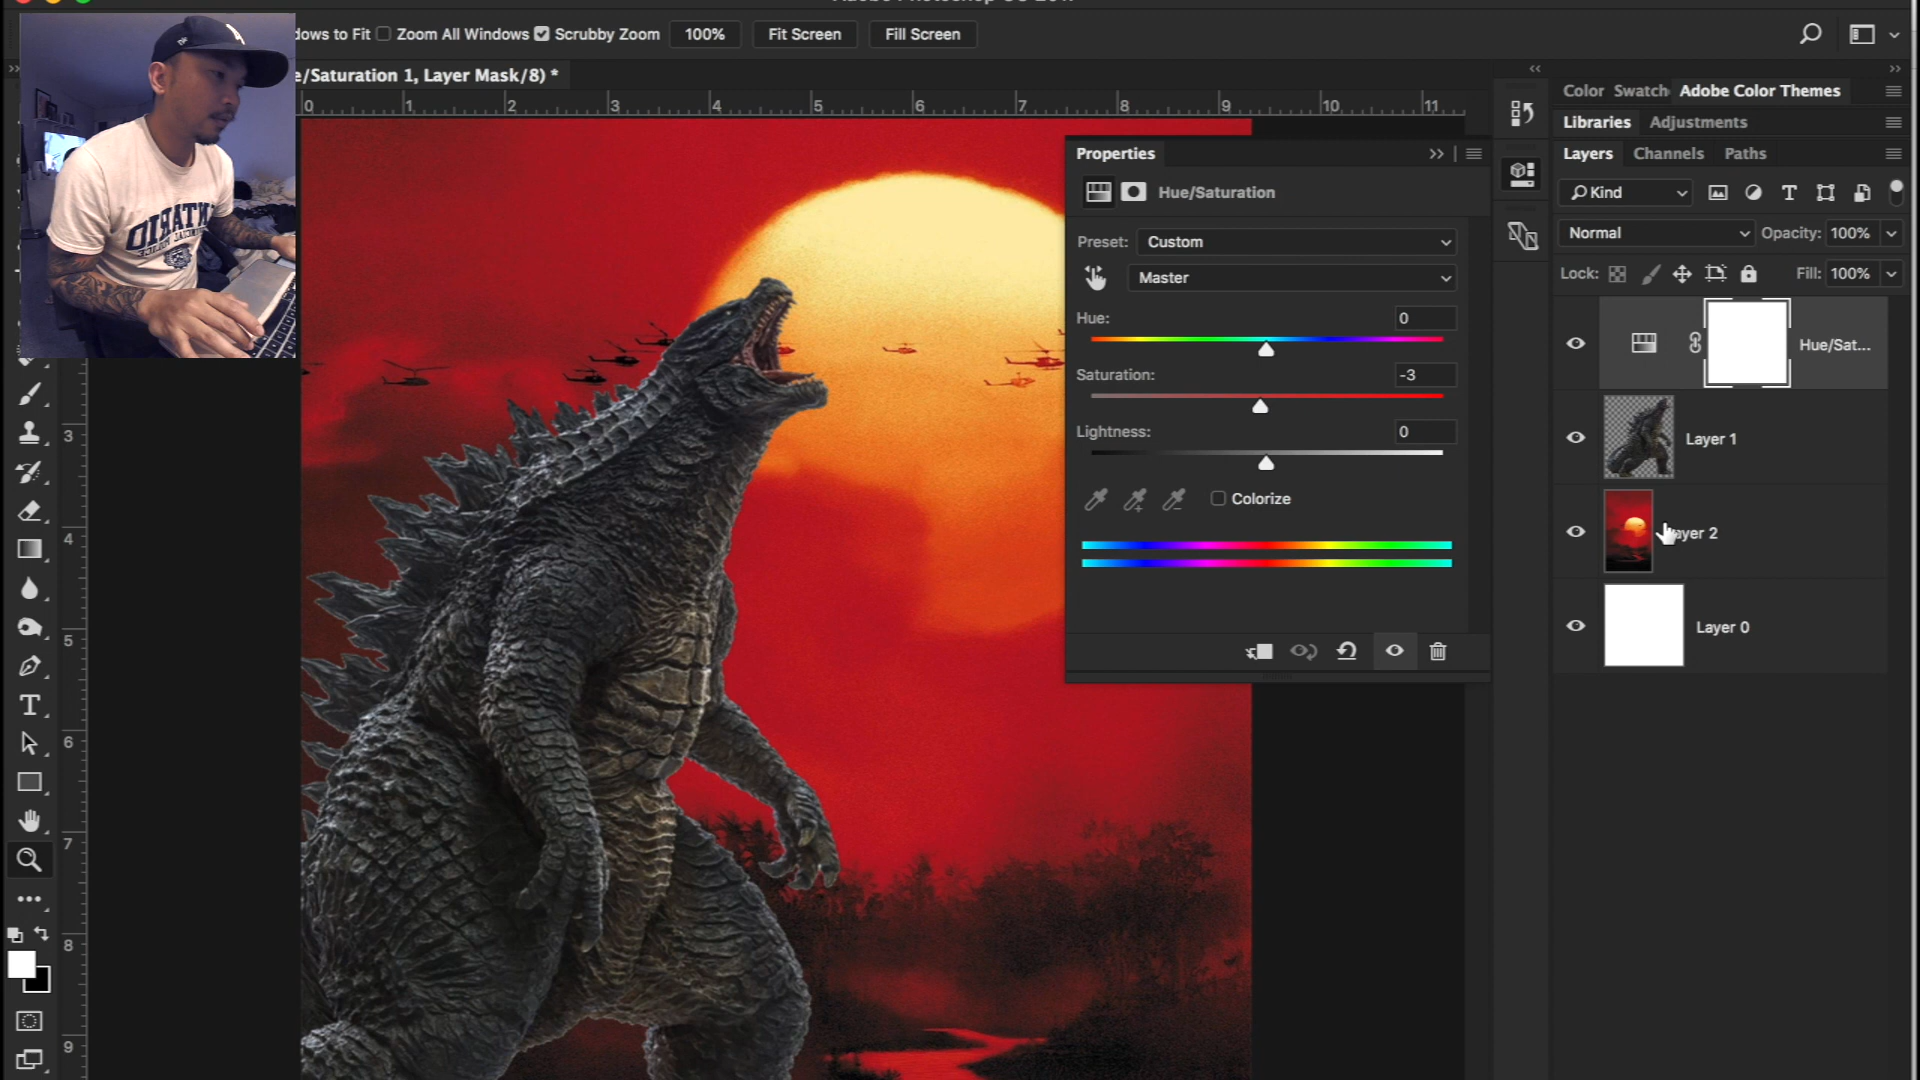 dows to Fit Zoom All Windows Scrubby Zoom 100% Fit Screen Fill Screen
e/Saturation 1, Layer Mask/8) *
0 1 2 3 4 5 6 7 8 9 10 11
3
4
5
6
7
8
9
Properties
Hue/Saturation
Preset: Custom
Master
Hue: 0
Saturation: -3
Lightness: 0
Colorize
Color Swatch Adobe Color Themes
Libraries Adjustments
Layers Channels Paths
Kind
Normal Opacity: 100%
Lock: Fill: 100%
Hue/Sat...
Layer 1
ayer 2
Layer 0